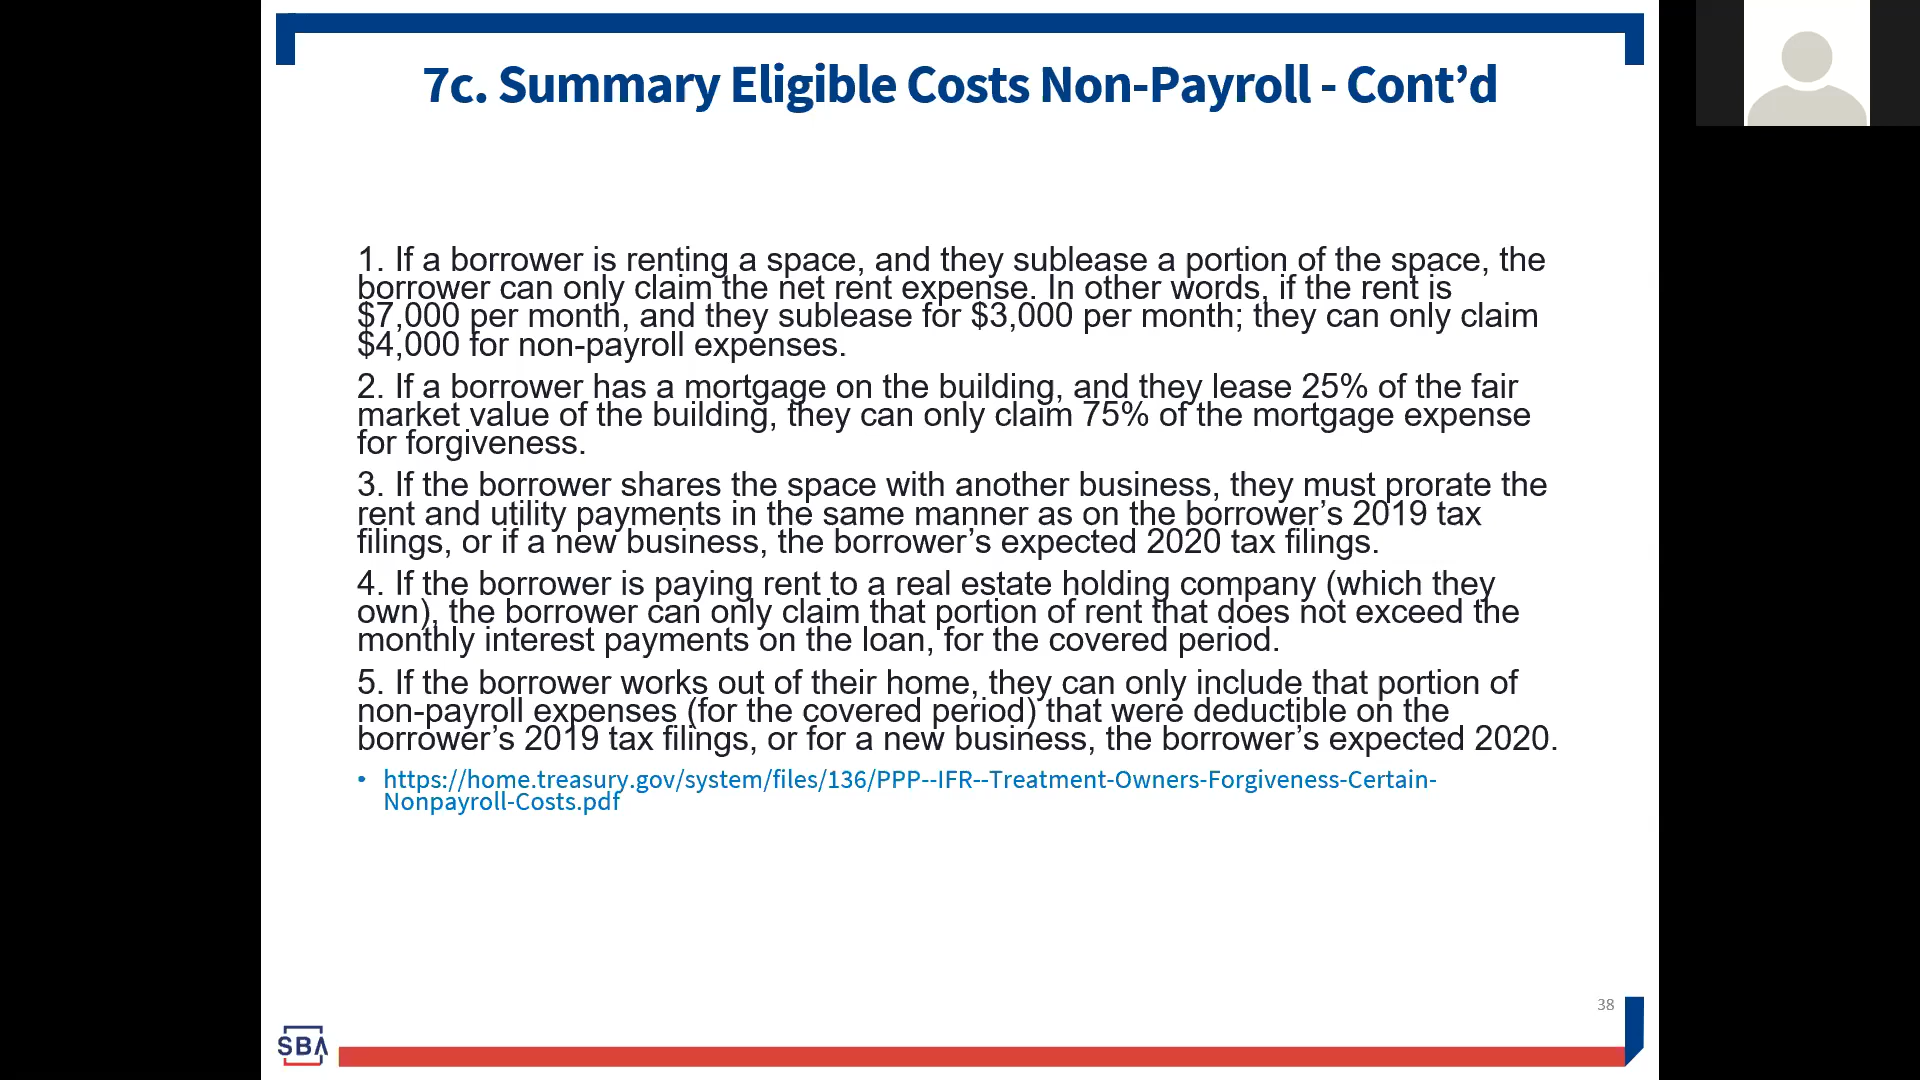 7c. Summary Eligible Costs Non-Payroll - Cont’d
1. If a borrower is renting a space, and they sublease a portion of the space, the
borrower can only claim the net rent expense. In other words, if the rent is
$7,000 per month, and they sublease for $3,000 per month; they can only claim
$4,000 for non-payroll expenses.
2. If a borrower has a mortgage on the building, and they lease 25% of the fair
market value of the building, they can only claim 75% of the mortgage expense
for forgiveness.
3. If the borrower shares the space with another business, they must prorate the
rent and utility payments in the same manner as on the borrower’s 2019 tax
filings, or if a new business, the borrower’s expected 2020 tax filings.
4. If the borrower is paying rent to a real estate holding company (which they
own), the borrower can only claim that portion of rent that does not exceed the
monthly interest payments on the loan, for the covered period.
5. If the borrower works out of their home, they can only include that portion of
non-payroll expenses (for the covered period) that were deductible on the
borrower’s 2019 tax filings, or for a new business, the borrower’s expected 2020.
• https://home.treasury.gov/system/files/136/PPP--IFR--Treatment-Owners-Forgiveness-Certain-
Nonpayroll-Costs.pdf
38
SBA